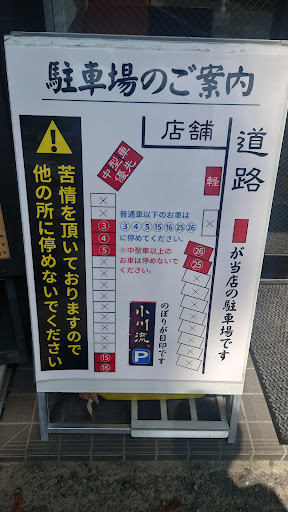 駐車場のご案内
店舗
道路
中型車
優先
軽
普通車以下のお車は
③④⑤⑮⑯㉕㉖
に停めてください。
※中型車以上の
お車は停めないで
ください。
③
④
⑤
⑮
⑯
㉖
㉕
が当店の駐車場です
小川流
P
のぼりが目印です
苦情を頂いておりますので
他の所に停めないでください